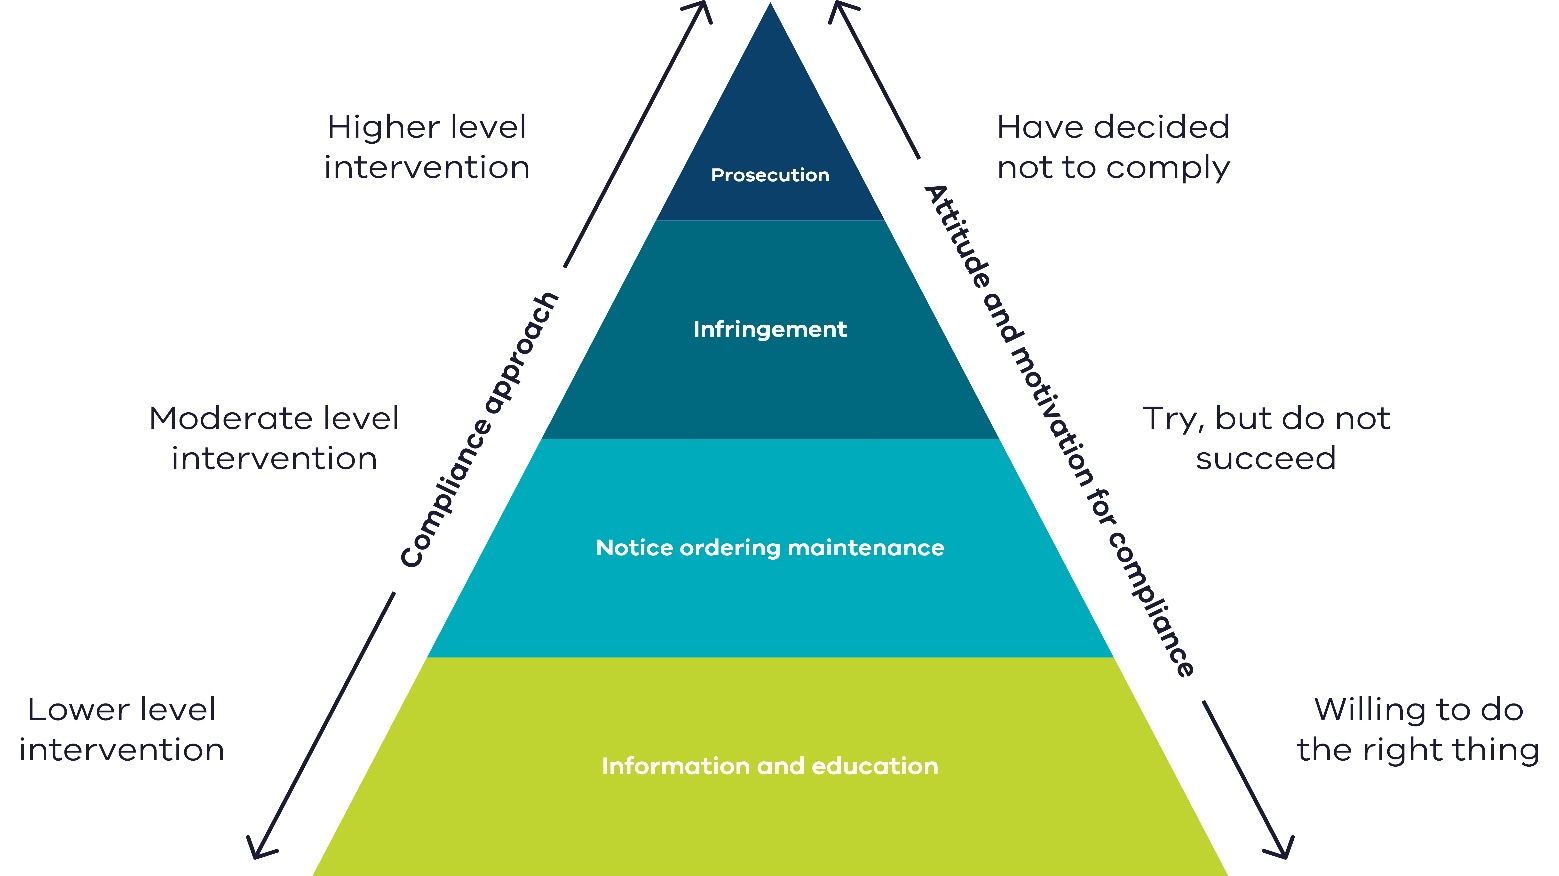 Higher level
intervention
Have decided
not to comply
Prosecution
Attitude and motivation for compliance
Compliance approach
Infringement
Moderate level
intervention
Try, but do not
succeed
Notice ordering maintenance
Lower level
intervention
Willing to do
the right thing
Information and education